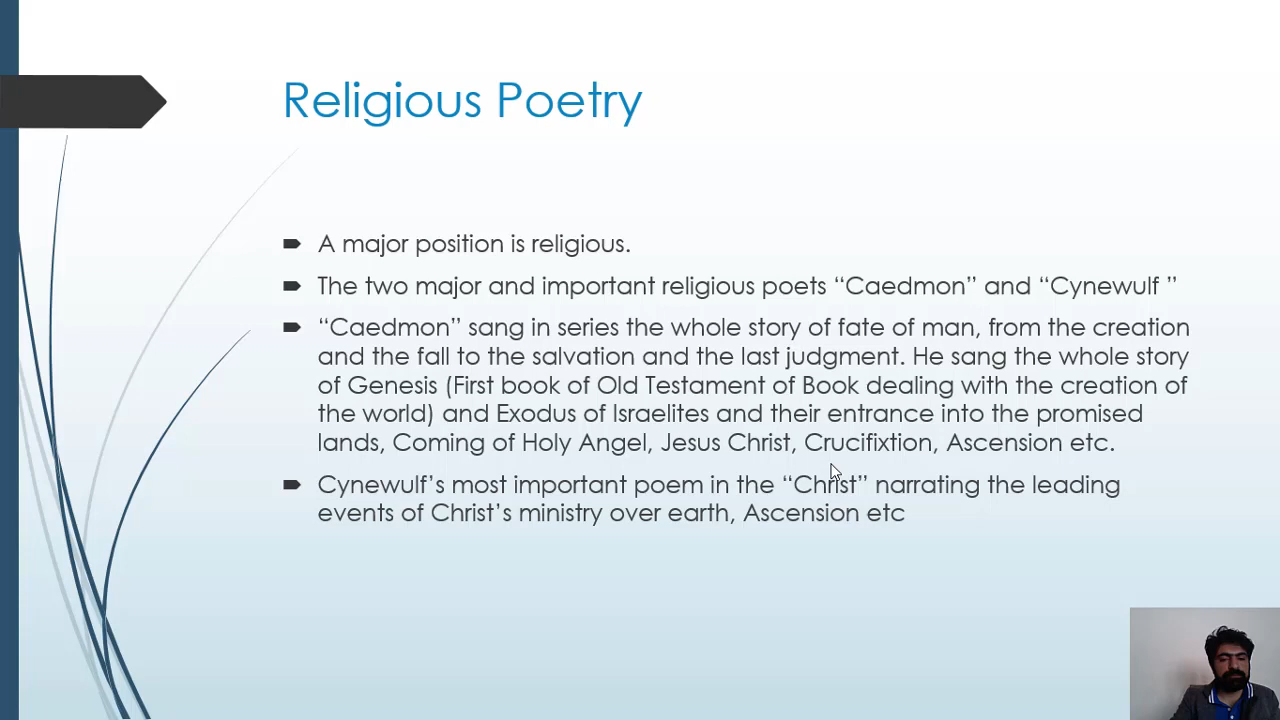 Religious Poetry
A major position is religious.
The two major and important religious poets “Caedmon” and “Cynewulf ”
“Caedmon” sang in series the whole story of fate of man, from the creation
and the fall to the salvation and the last judgment. He sang the whole story
of Genesis (First book of Old Testament of Book dealing with the creation of
the world) and Exodus of Israelites and their entrance into the promised
lands, Coming of Holy Angel, Jesus Christ, Crucifixtion, Ascension etc.
Cynewulf’s most important poem in the “Christ” narrating the leading
events of Christ’s ministry over earth, Ascension etc